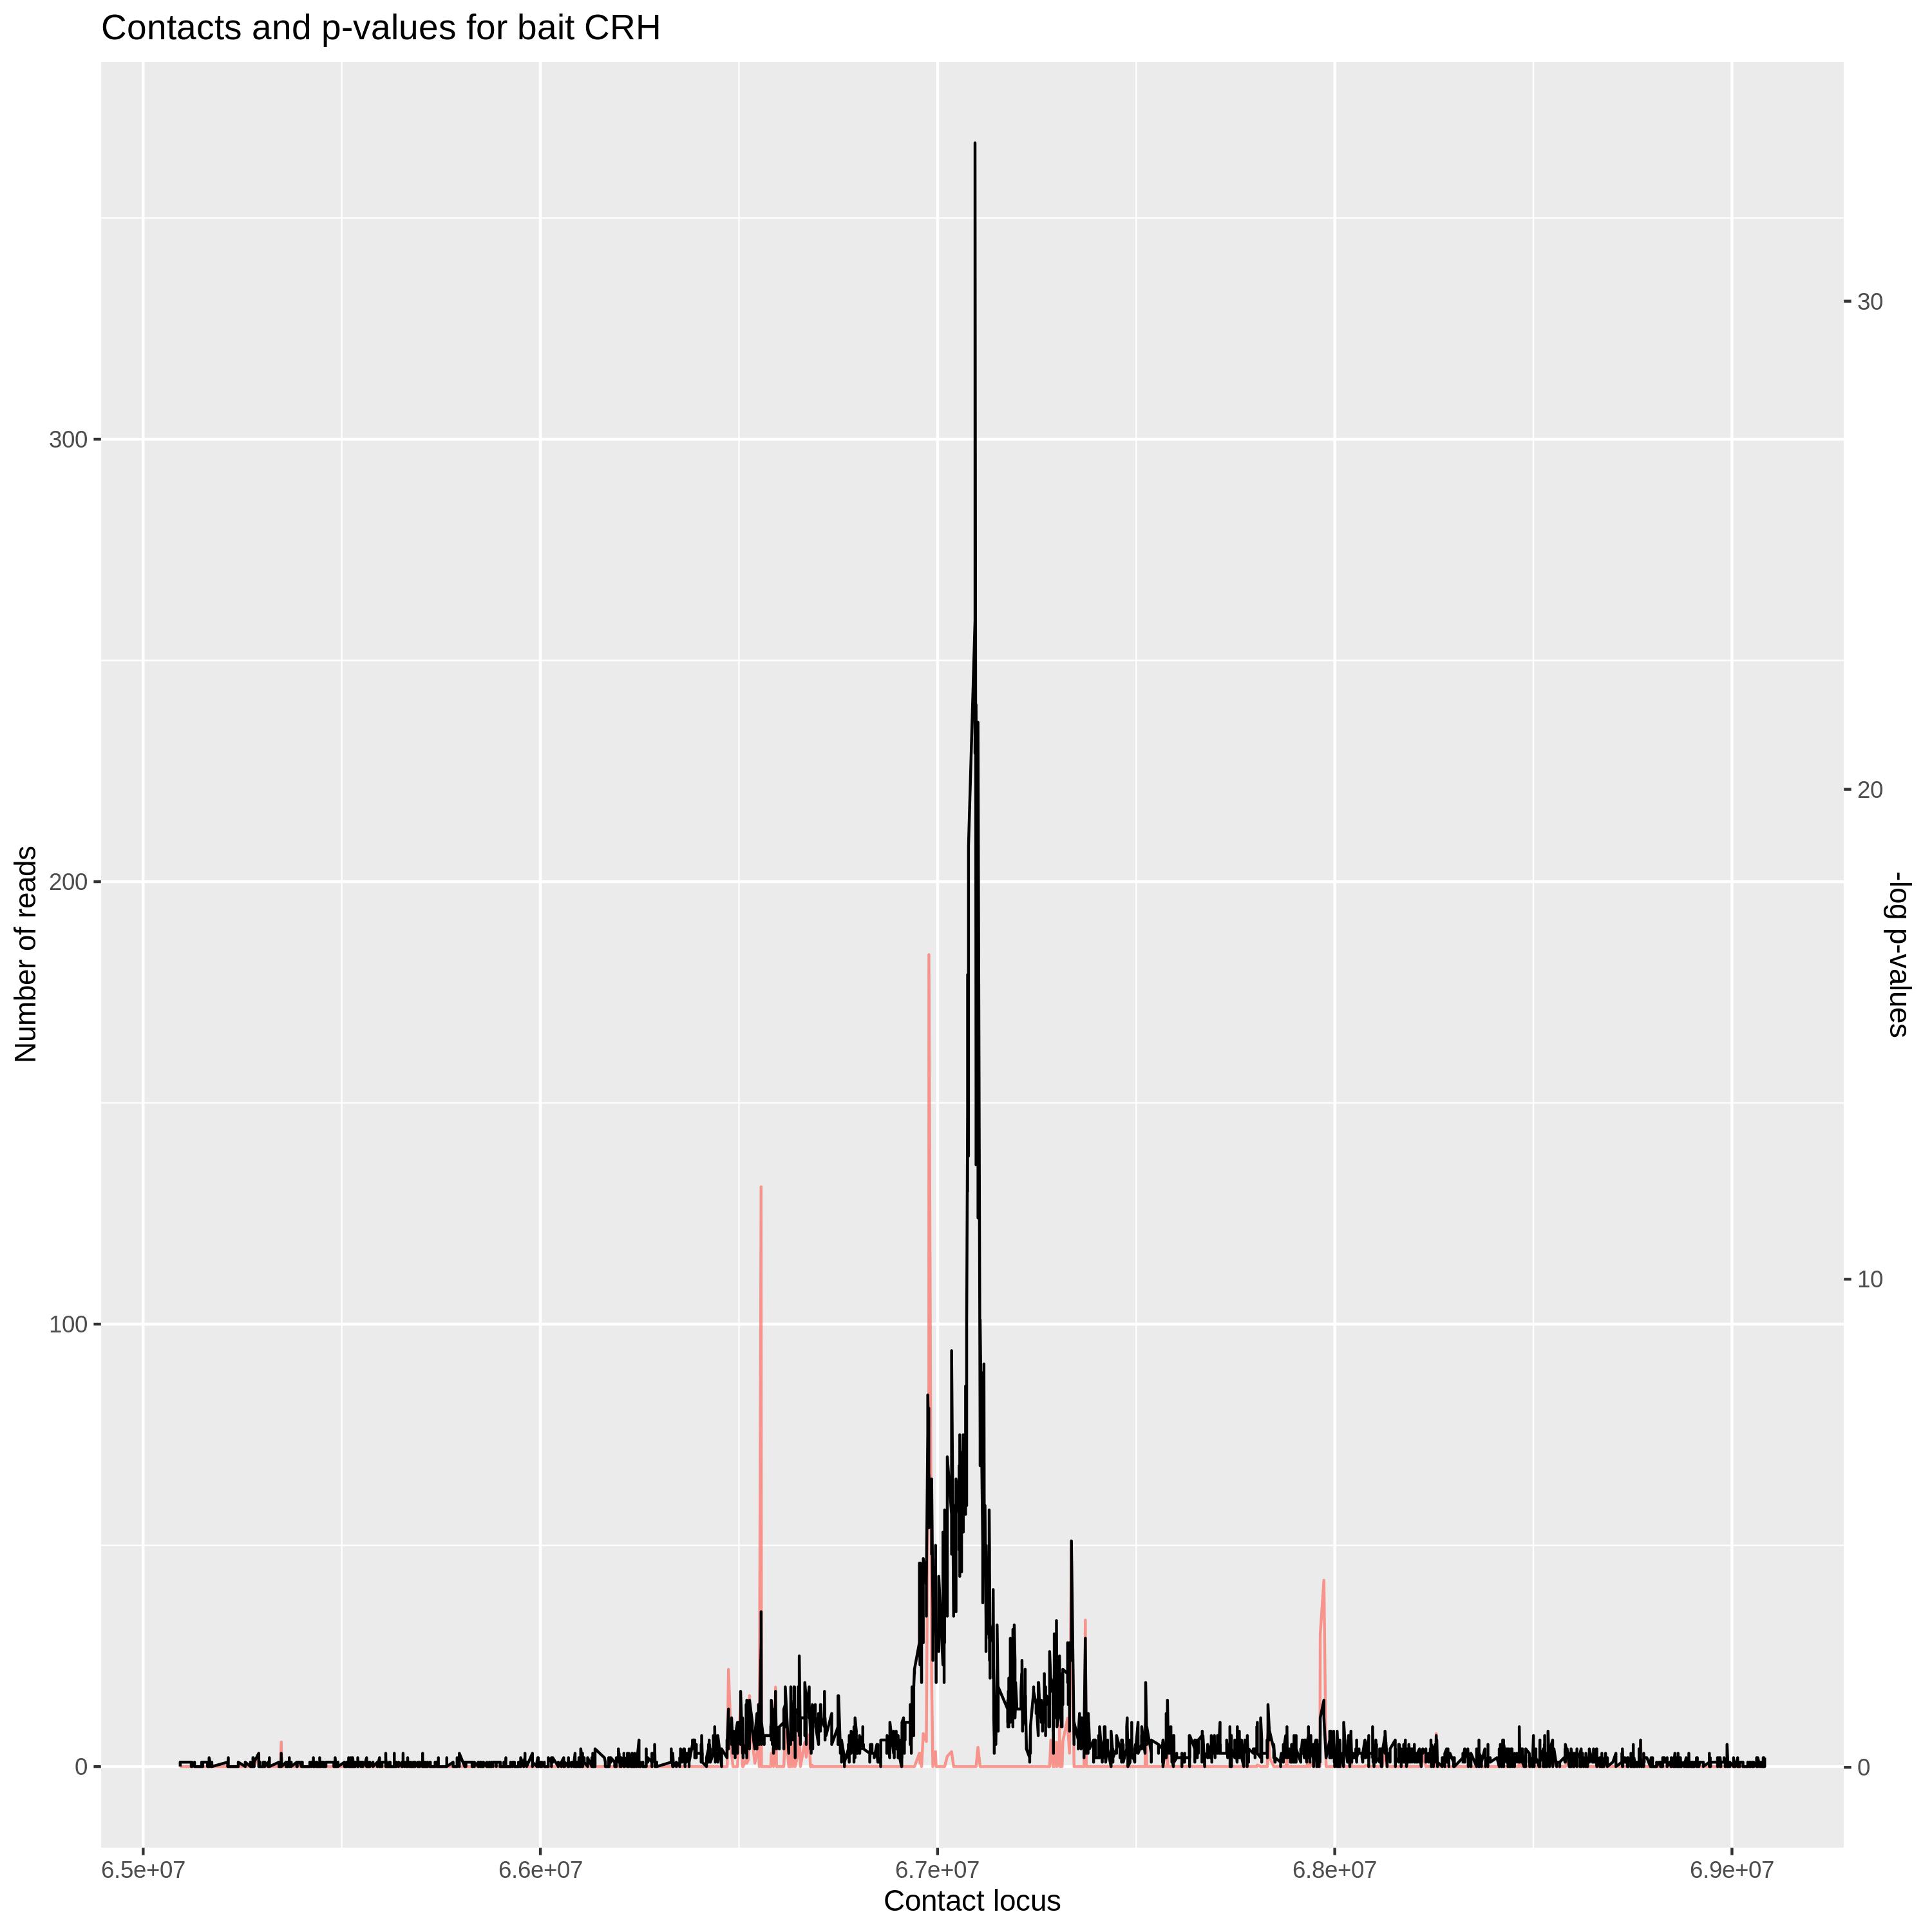 Contacts and p-values for bait CRH
Number of reads
300
200
100
0
30
20
10
0
-log p-values
6.5e+07
6.6e+07
6.7e+07
6.8e+07
6.9e+07
Contact locus